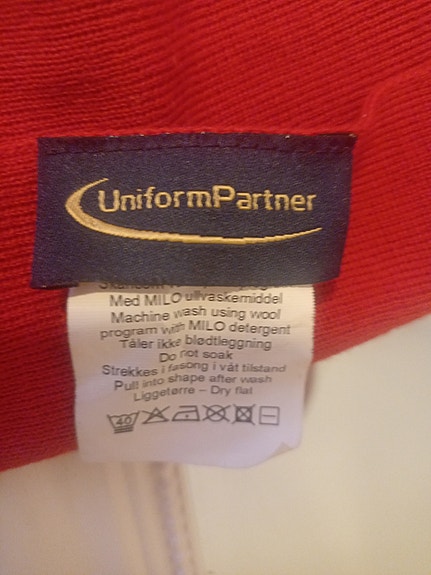 UniformPartner
Med MILO ullvaskemiddel
Machine wash using wool
program with MILO detergent
Tåler ikke blødtleggning
Do not soak
Strekkes i fasong i våt tilstand
Pull into shape after wash
Liggetørre – Dry flat
40